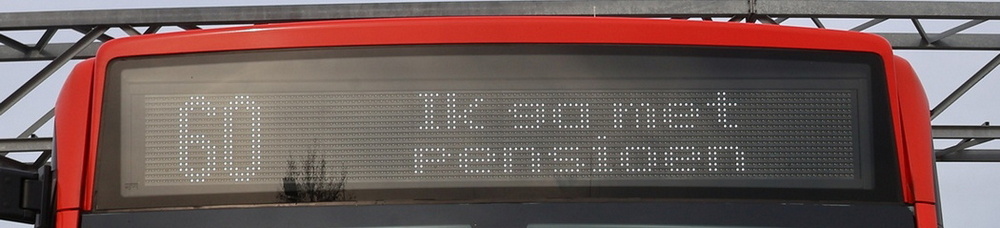 60
Ik ga met
pensioen